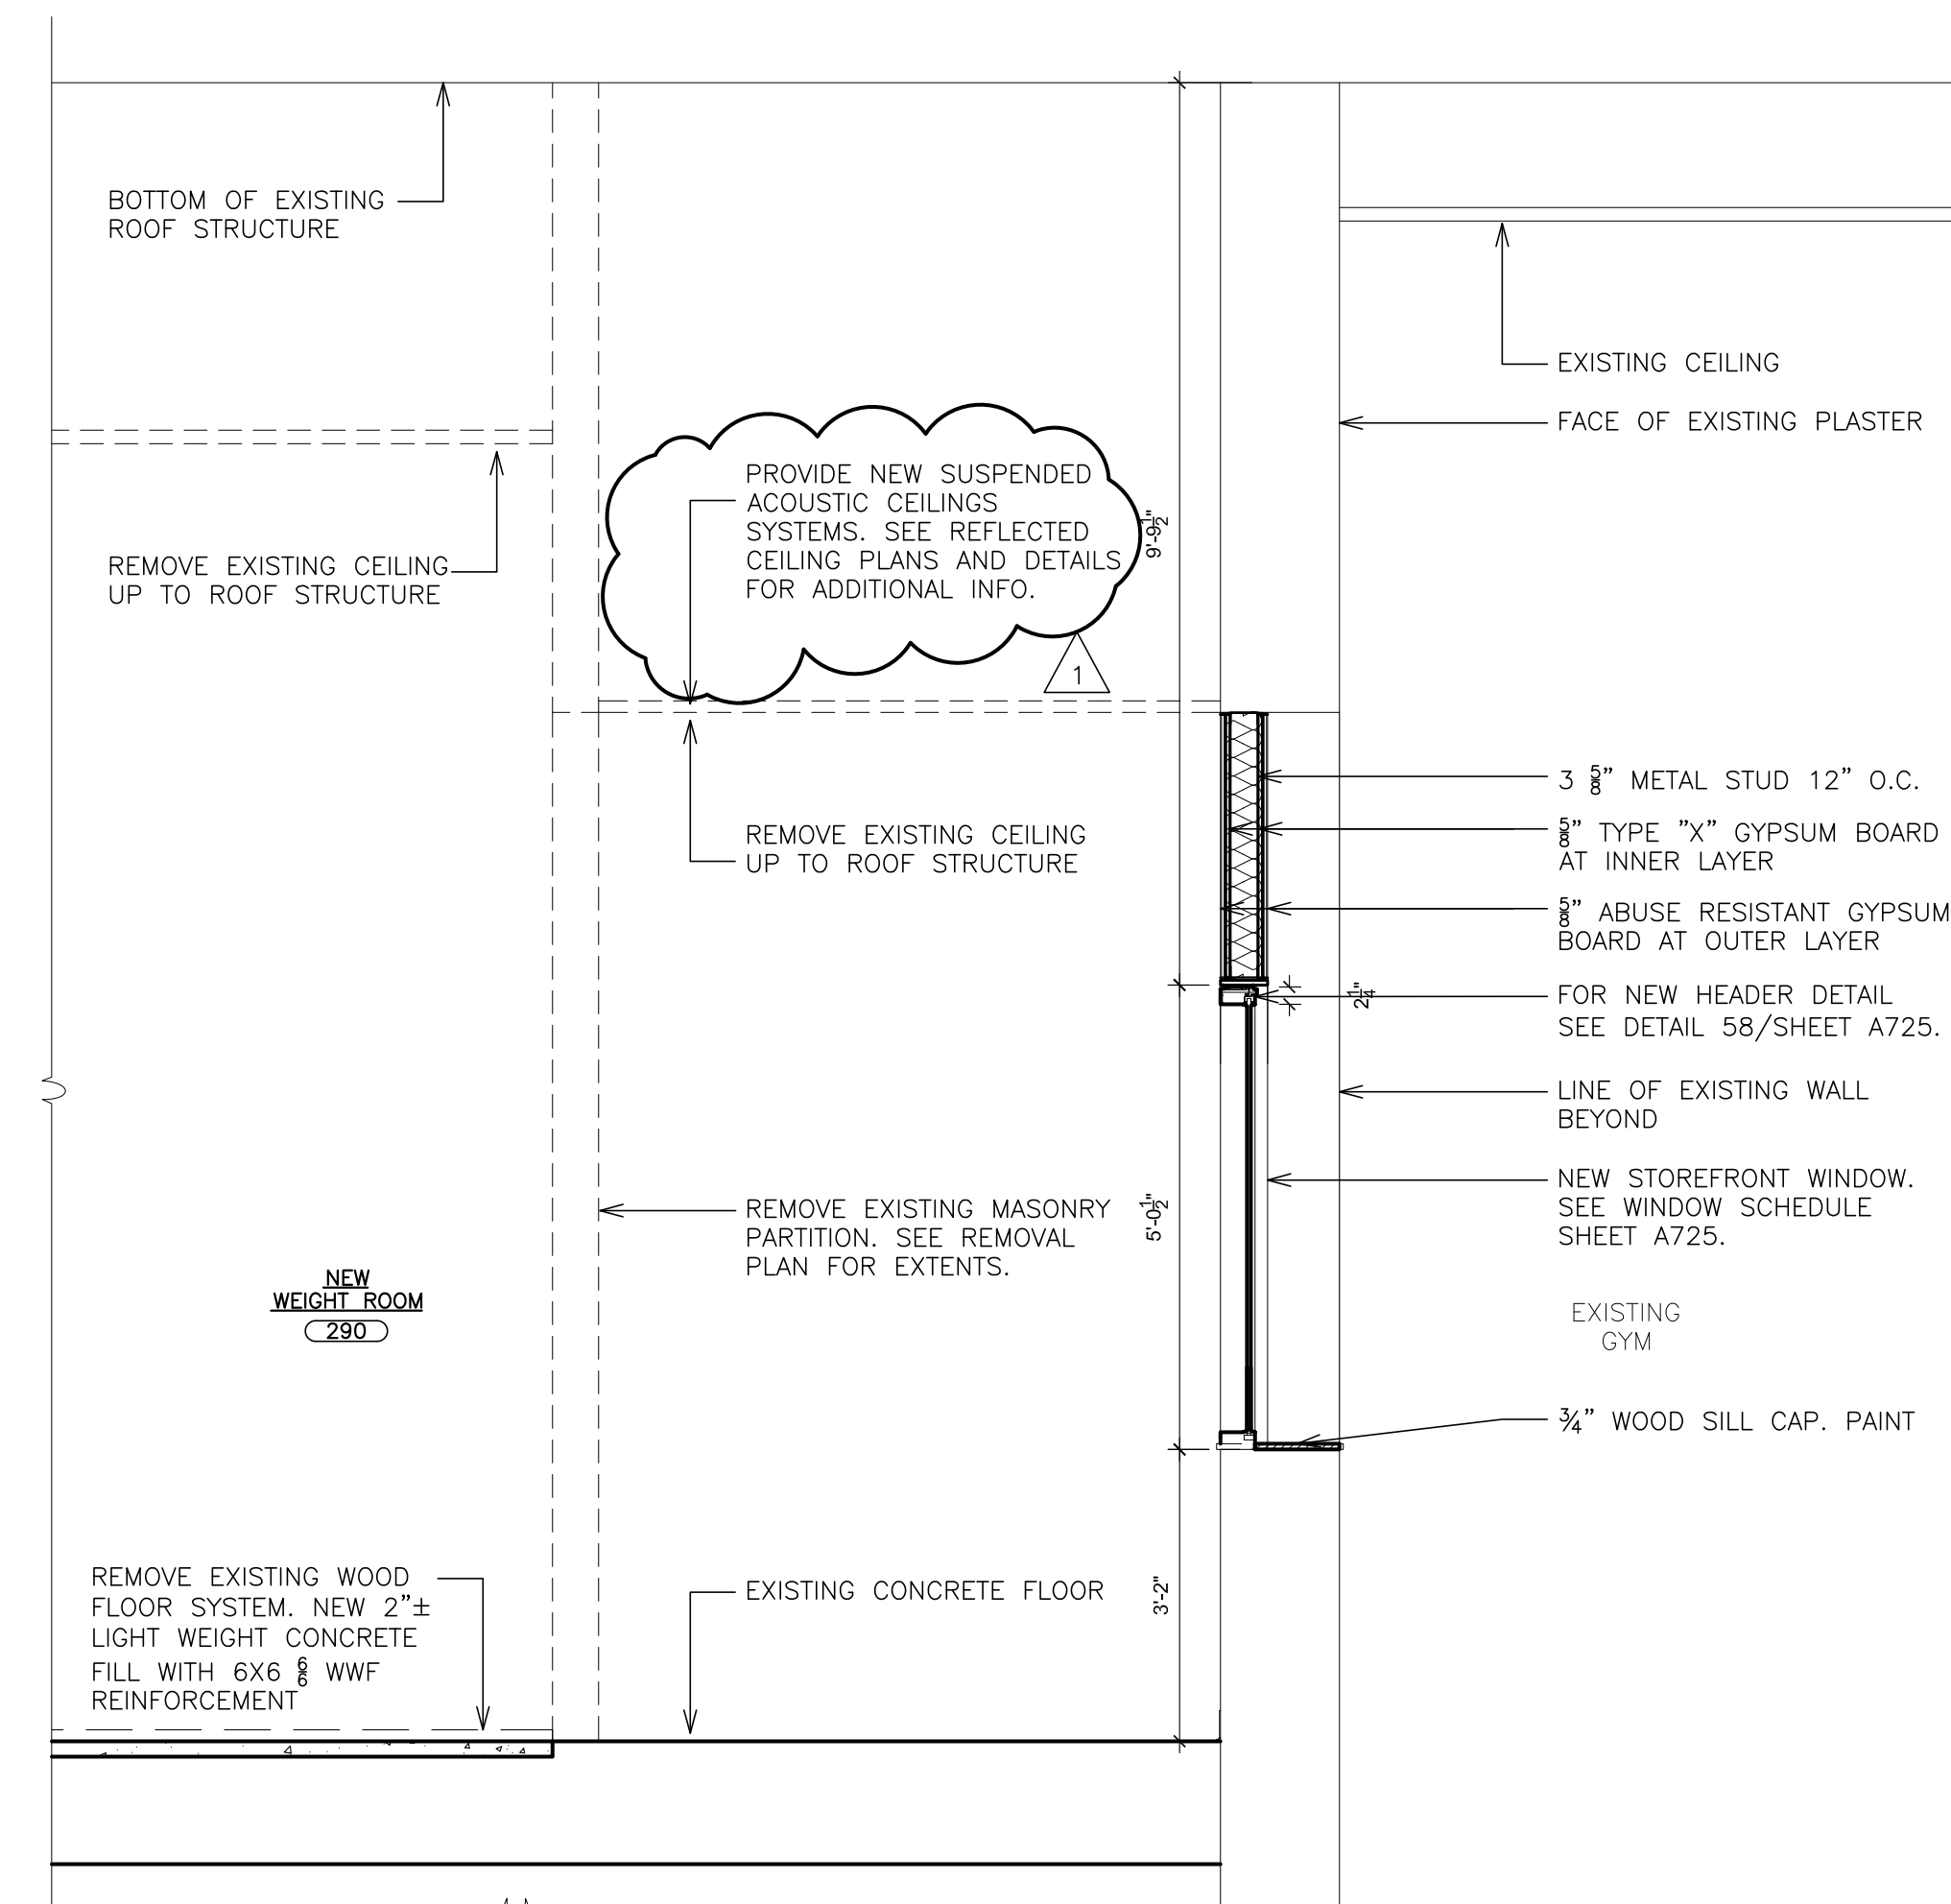 BOTTOM OF EXISTING
ROOF STRUCTURE
EXISTING CEILING
FACE OF EXISTING PLASTER
PROVIDE NEW SUSPENDED
ACOUSTIC CEILINGS
SYSTEMS. SEE REFLECTED
CEILING PLANS AND DETAILS
FOR ADDITIONAL INFO.
9'-9½"
1
REMOVE EXISTING CEILING
UP TO ROOF STRUCTURE
REMOVE EXISTING CEILING
UP TO ROOF STRUCTURE
3 ⅝” METAL STUD 12” O.C.
⅝” TYPE ”X” GYPSUM BOARD
AT INNER LAYER
⅝” ABUSE RESISTANT GYPSUM
BOARD AT OUTER LAYER
2¼"
FOR NEW HEADER DETAIL
SEE DETAIL 58/SHEET A725.
LINE OF EXISTING WALL
BEYOND
NEW STOREFRONT WINDOW.
SEE WINDOW SCHEDULE
SHEET A725.
5'-0½"
REMOVE EXISTING MASONRY
PARTITION. SEE REMOVAL
PLAN FOR EXTENTS.
NEW
WEIGHT ROOM
290
EXISTING
GYM
¾” WOOD SILL CAP. PAINT
REMOVE EXISTING WOOD
FLOOR SYSTEM. NEW 2”±
LIGHT WEIGHT CONCRETE
FILL WITH 6X6 6/6 WWF
REINFORCEMENT
EXISTING CONCRETE FLOOR
3'-2"